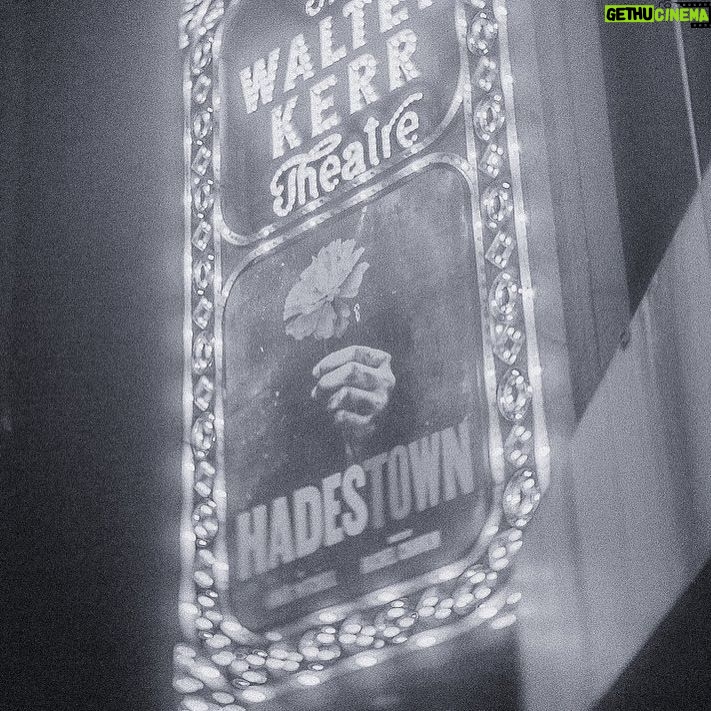 GETHUCINEMA
WALTER
KERR
Theatre
HADESTOWN